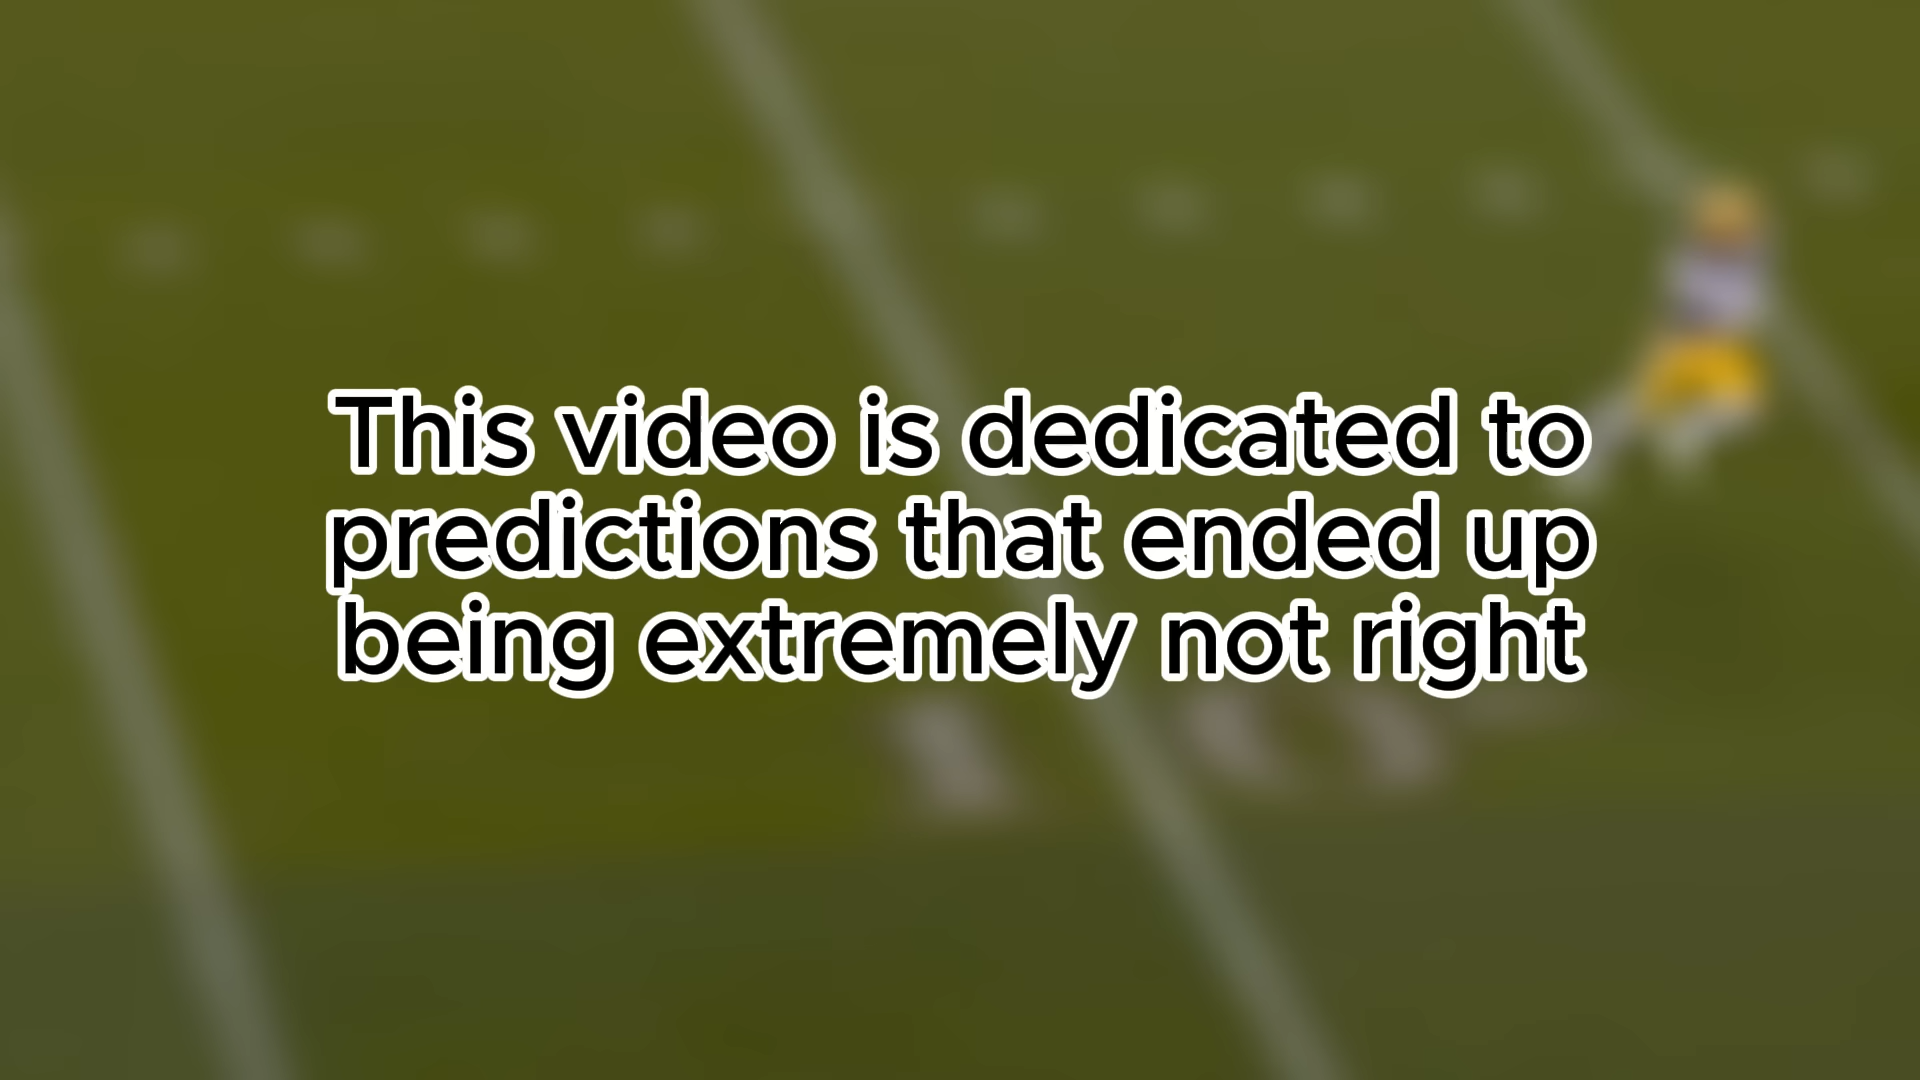 This video is dedicated to
predictions that ended up
being extremely not right